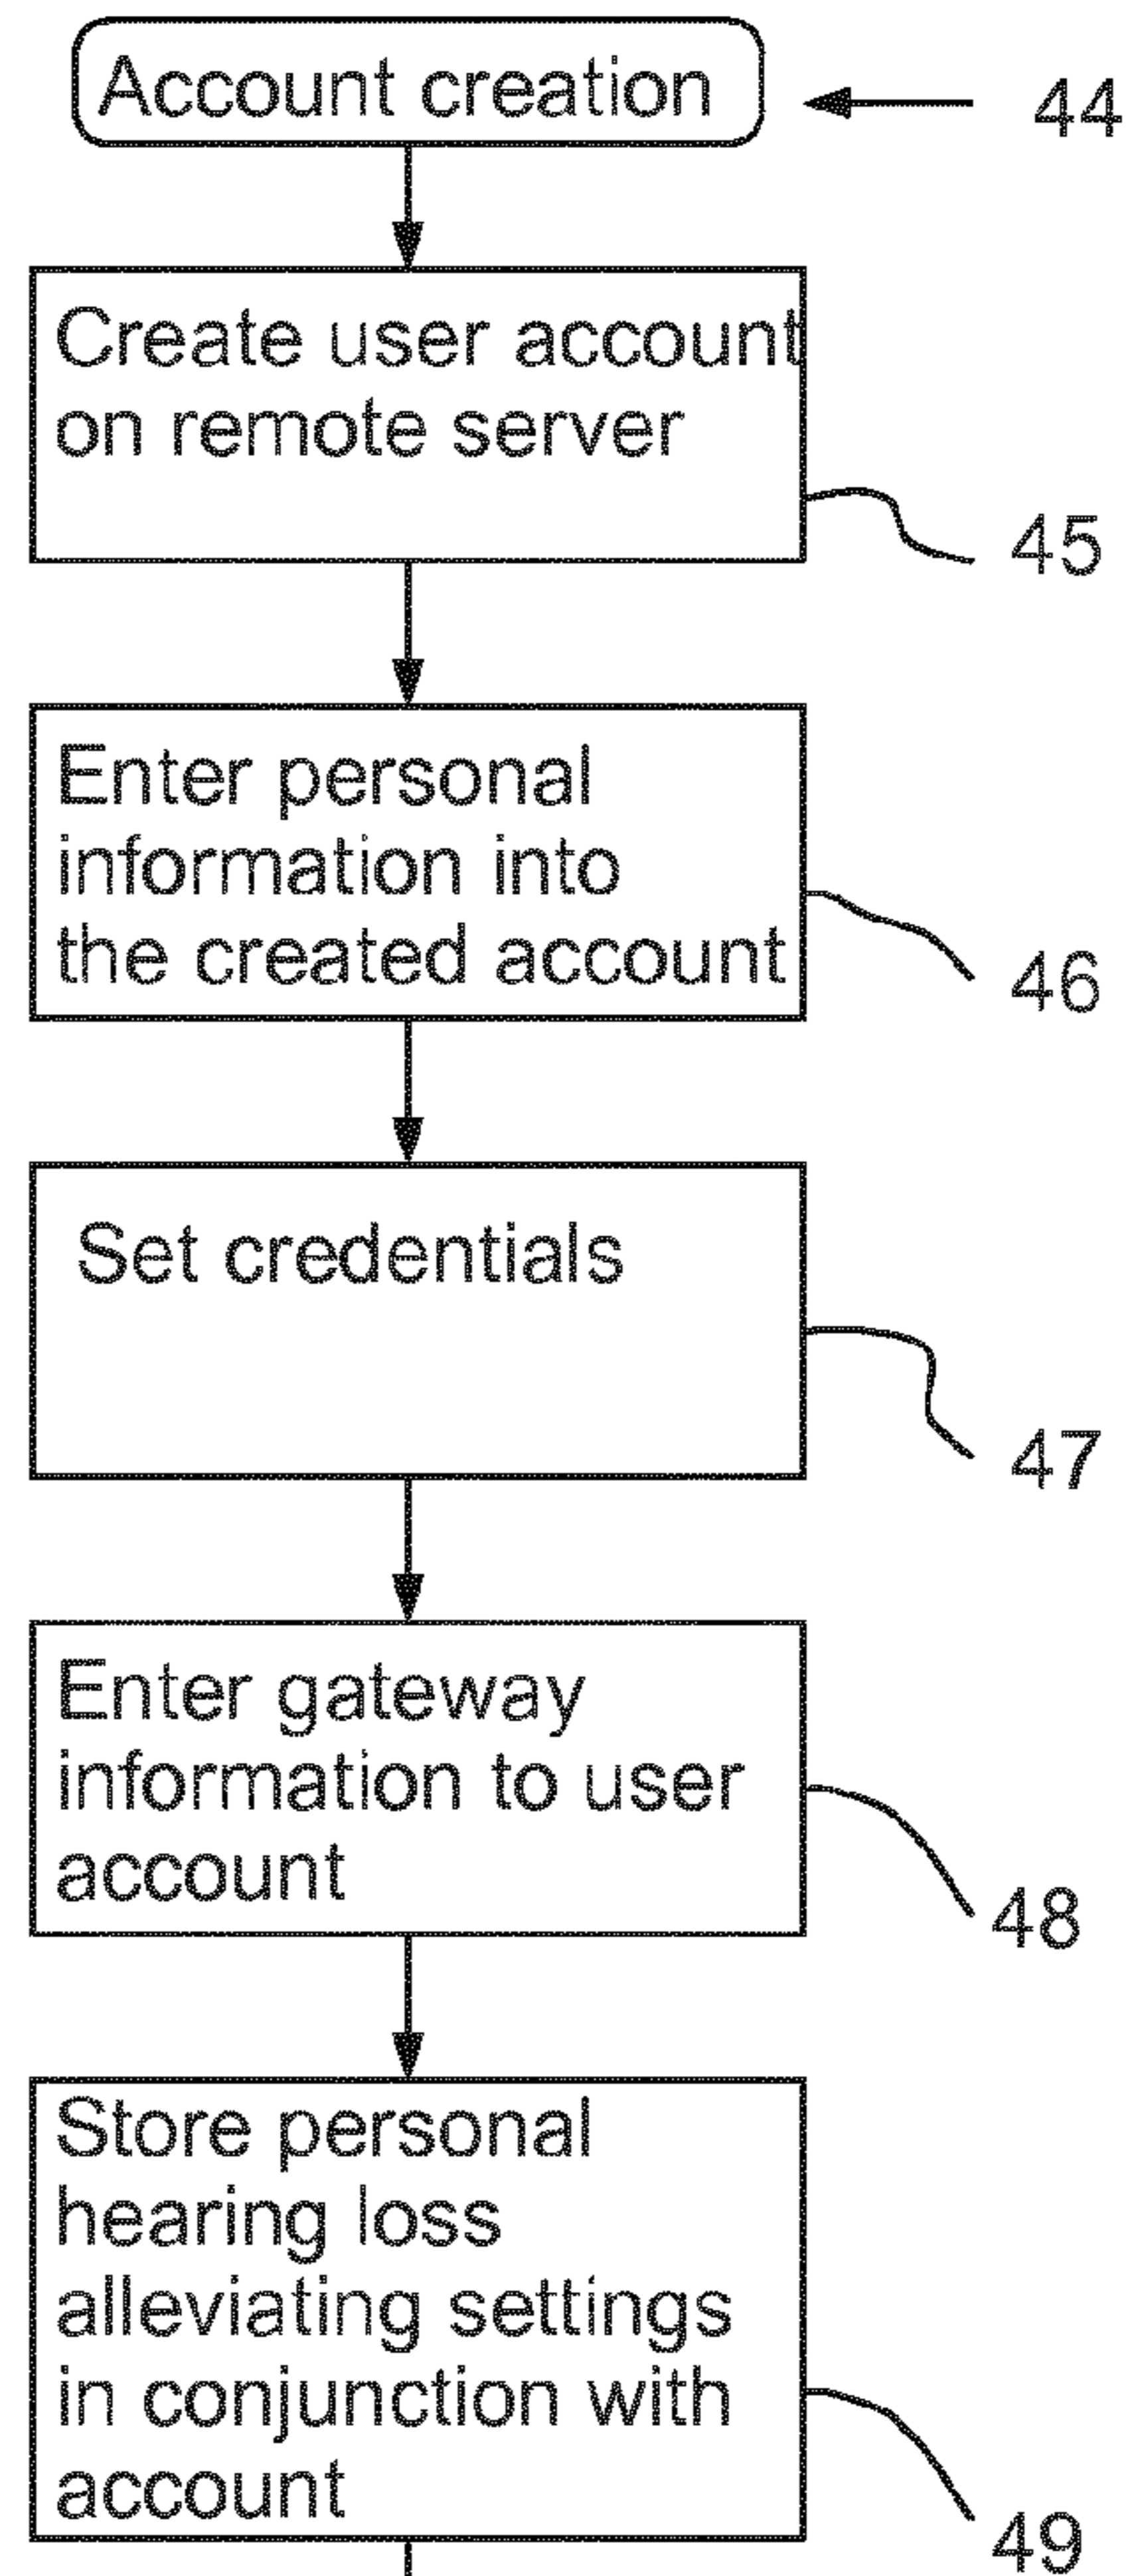 Account creation
44
Create user account
on remote server
45
Enter personal
information into
the created account
46
Set credentials
47
Enter gateway
information to user
account
48
Store personal
hearing loss
alleviating settings
in conjunction with
account
49